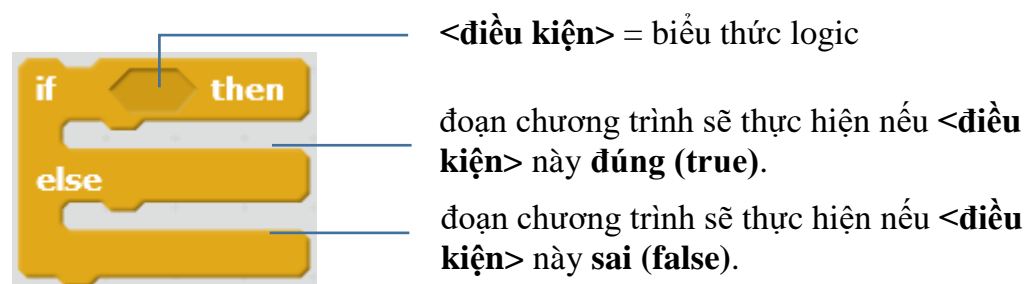 <điều kiện> = biểu thức logic
if then
đoạn chương trình sẽ thực hiện nếu <điều
kiện> này đúng (true).
else
đoạn chương trình sẽ thực hiện nếu <điều
kiện> này sai (false).